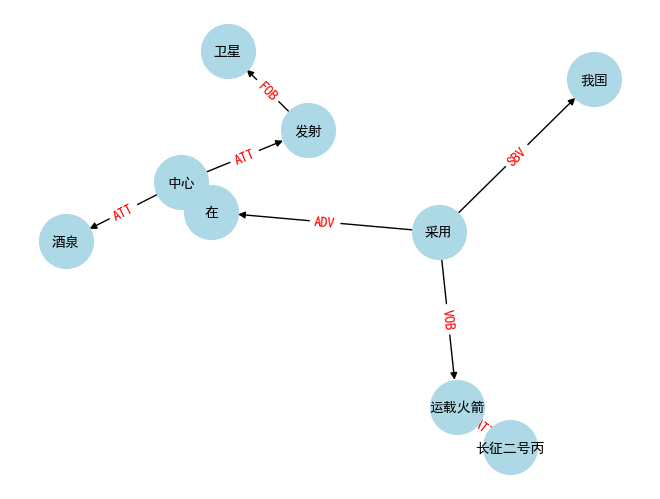 卫星
我国
FOB
发射
ATT
SBV
中心
ATT
在
ADV
采用
酒泉
VOB
运载火箭
长征二号丙